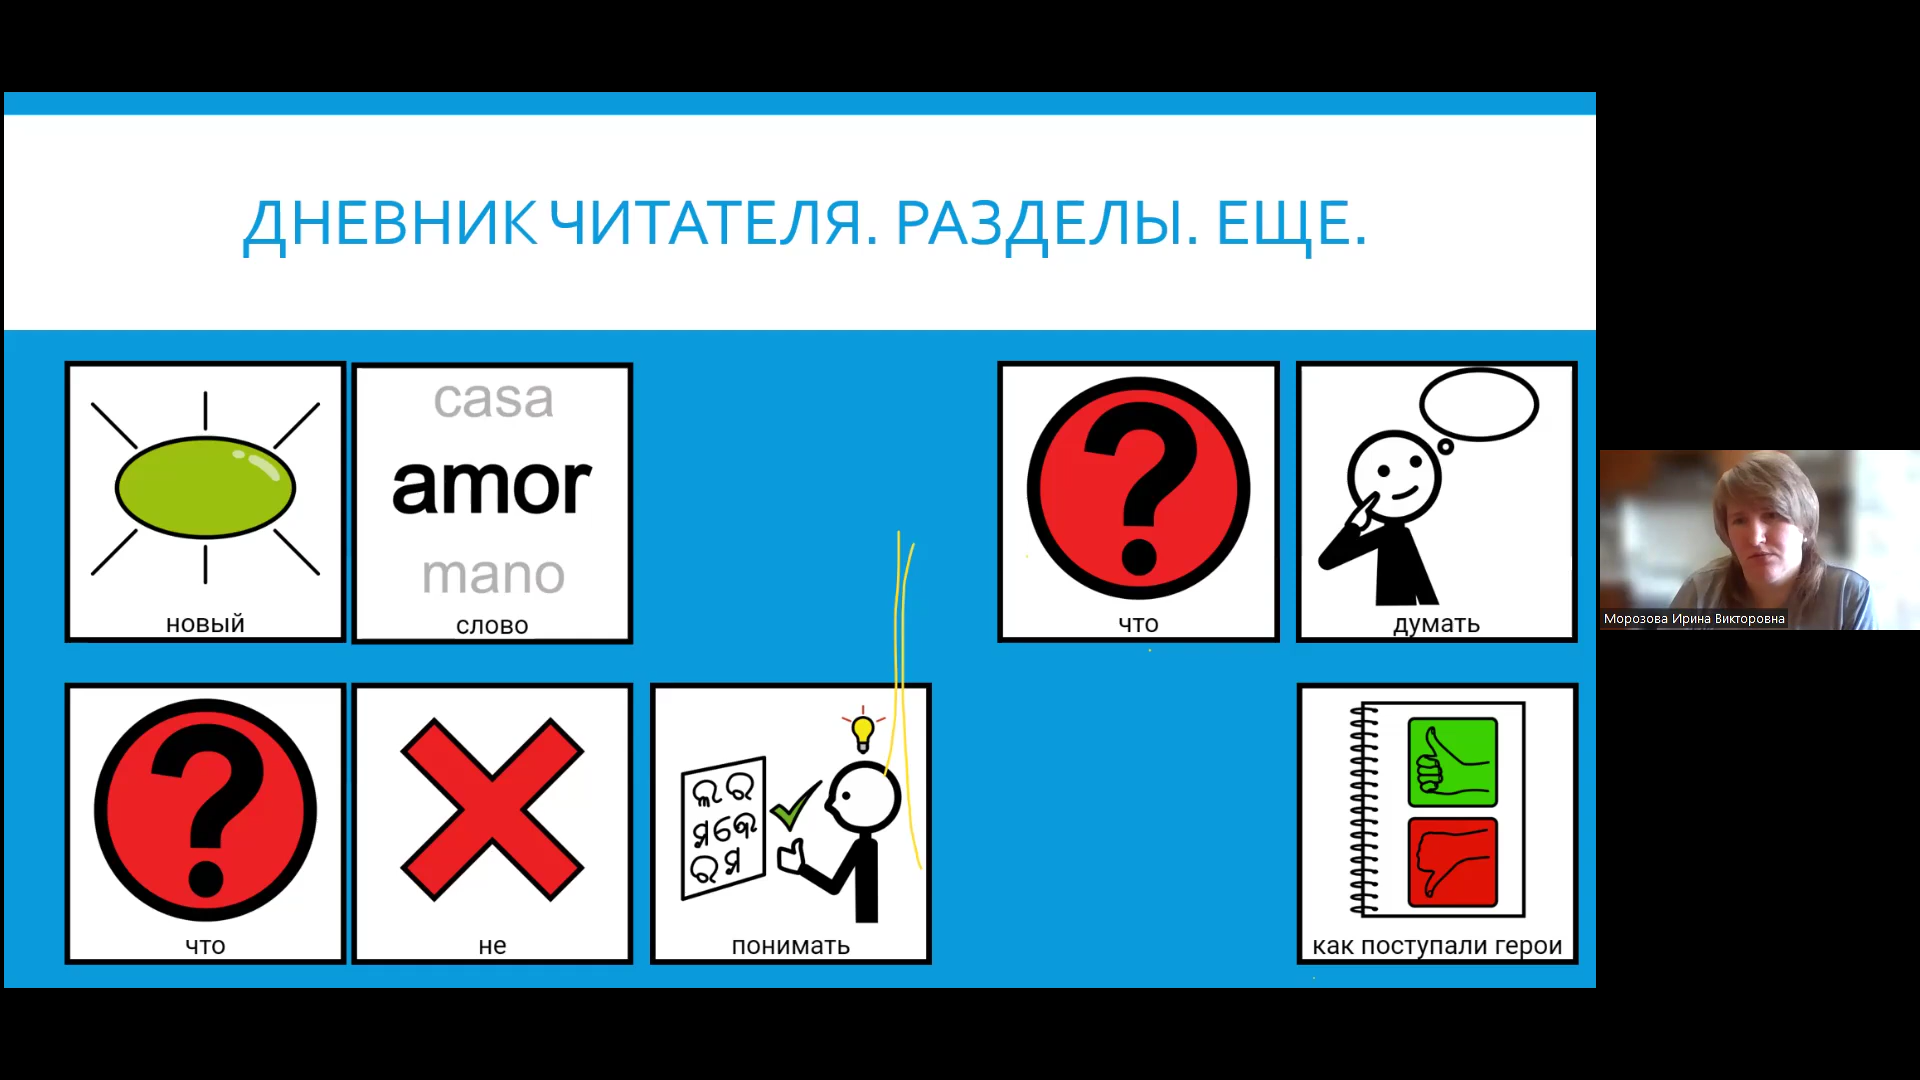 ДНЕВНИК ЧИТАТЕЛЯ. РАЗДЕЛЫ. ЕЩЕ.
casa
amor
mano
новый
слово
?
что
думать
?
что
не
ଲ ର
ମ କେ
ର ମ
понимать
как поступали герои
Морозова Ирина Викторовна